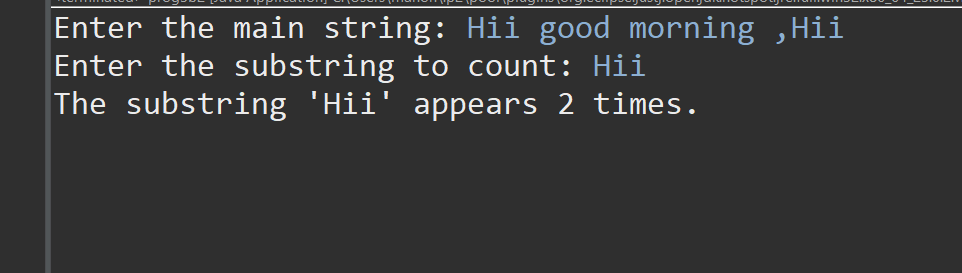 Enter the main string: Hii good morning ,Hii
Enter the substring to count: Hii
The substring 'Hii' appears 2 times.